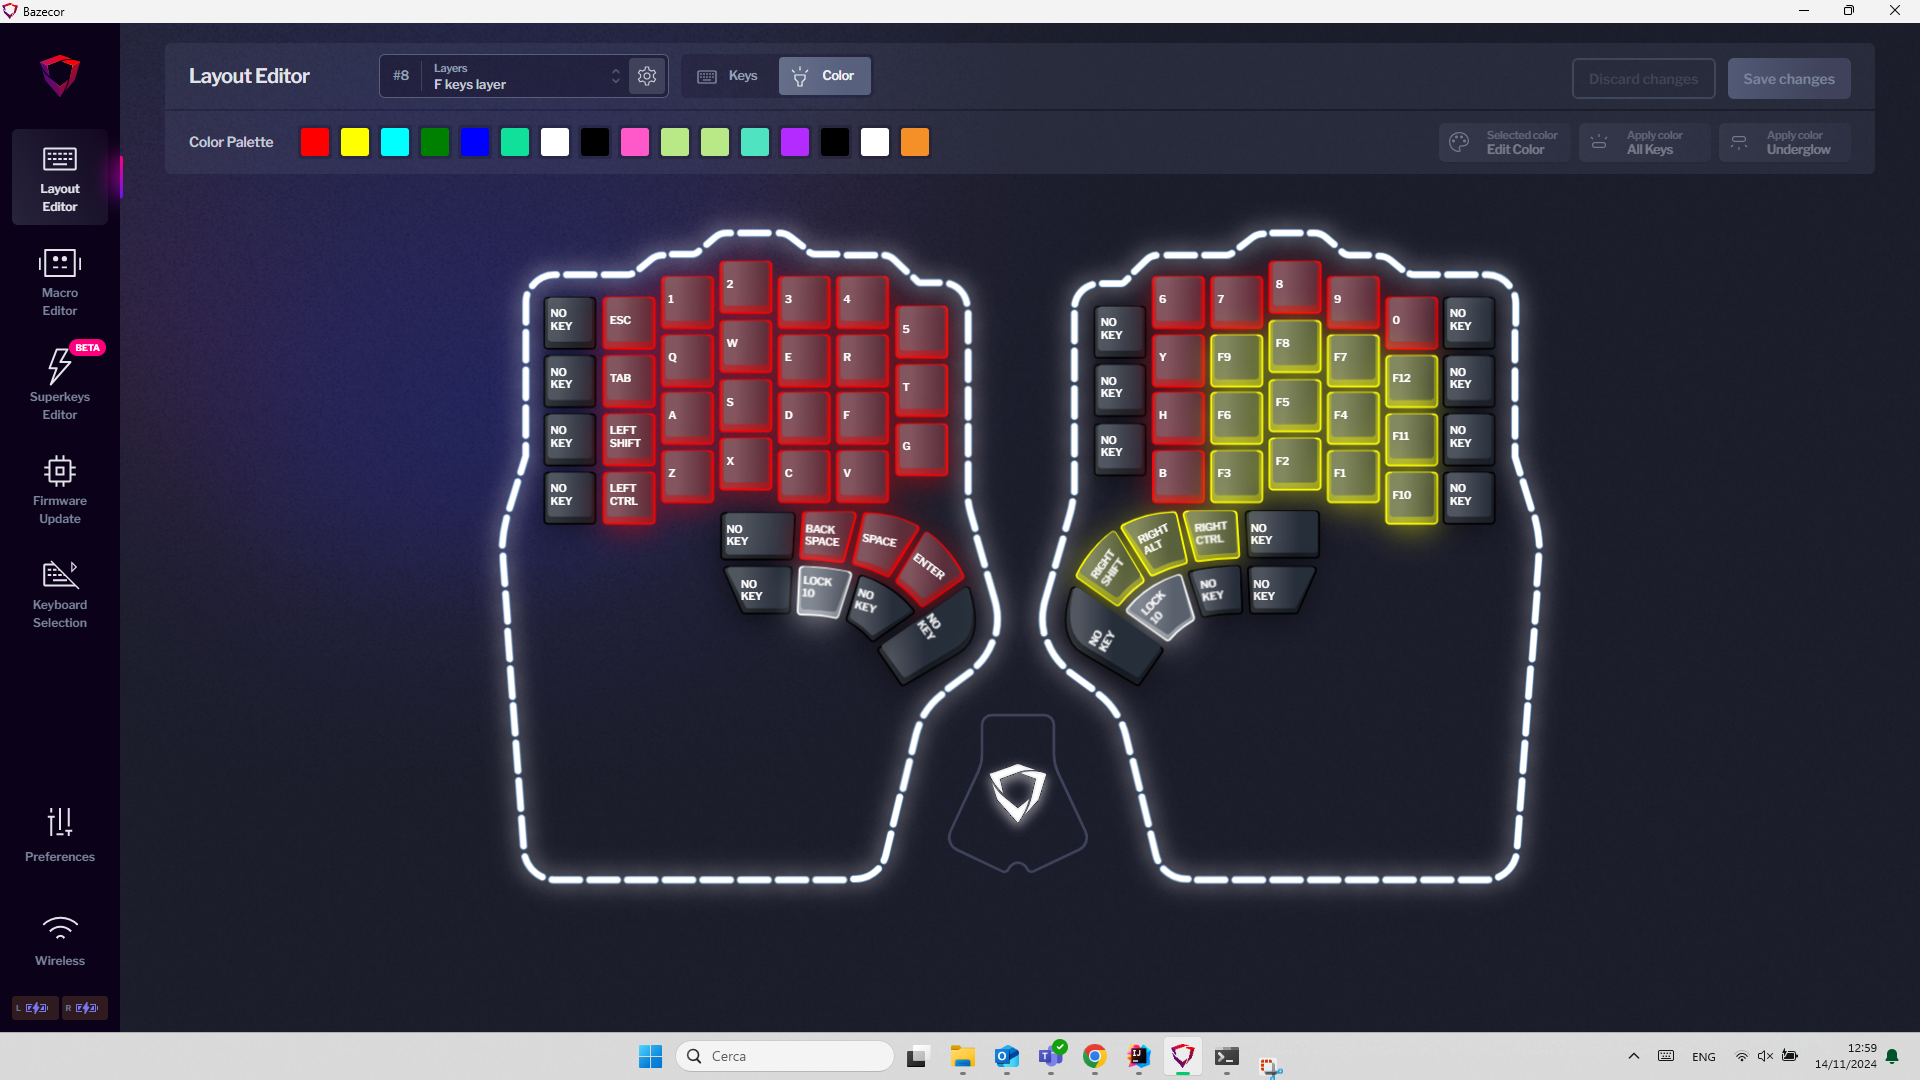 Bazecor
Layout Editor
#8
Layers
F keys layer
Keys
Color
Discard changes
Save changes
Color Palette
Selected color
Edit Color
Apply color
All Keys
Apply color
Underglow
Layout
Editor
BETA
Macro
Editor
Superkeys
Editor
Firmware
Update
Keyboard
Selection
Preferences
Wireless
L
R
NO
KEY
ESC
1
2
3
4
5
NO
KEY
TAB
Q
W
E
R
T
NO
KEY
LEFT
SHIFT
A
S
D
F
G
NO
KEY
LEFT
CTRL
Z
X
C
V
NO
KEY
BACK
SPACE
SPACE
ENTER
NO
KEY
LOCK
10
NO
KEY
NO
KEY
NO
KEY
6
7
8
9
0
NO
KEY
NO
KEY
Y
F9
F8
F7
F12
NO
KEY
NO
KEY
H
F6
F5
F4
F11
NO
KEY
B
F3
F2
F1
F10
NO
KEY
RIGHT
SHIFT
RIGHT
ALT
RIGHT
CTRL
NO
KEY
NO
KEY
LOCK
10
NO
KEY
NO
KEY
Cerca
ENG
12:59
14/11/2024